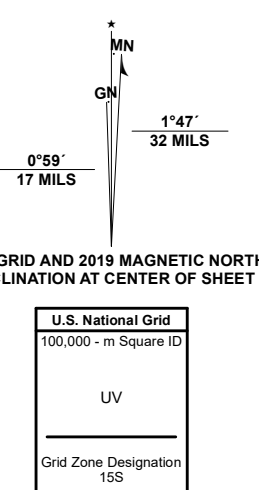 ★
MN
GN
1°47´
32 MILS
0°59´
17 MILS
GRID AND 2019 MAGNETIC NORTH
CLINATION AT CENTER OF SHEET
U.S. National Grid
100,000 - m Square ID
UV
Grid Zone Designation
15S